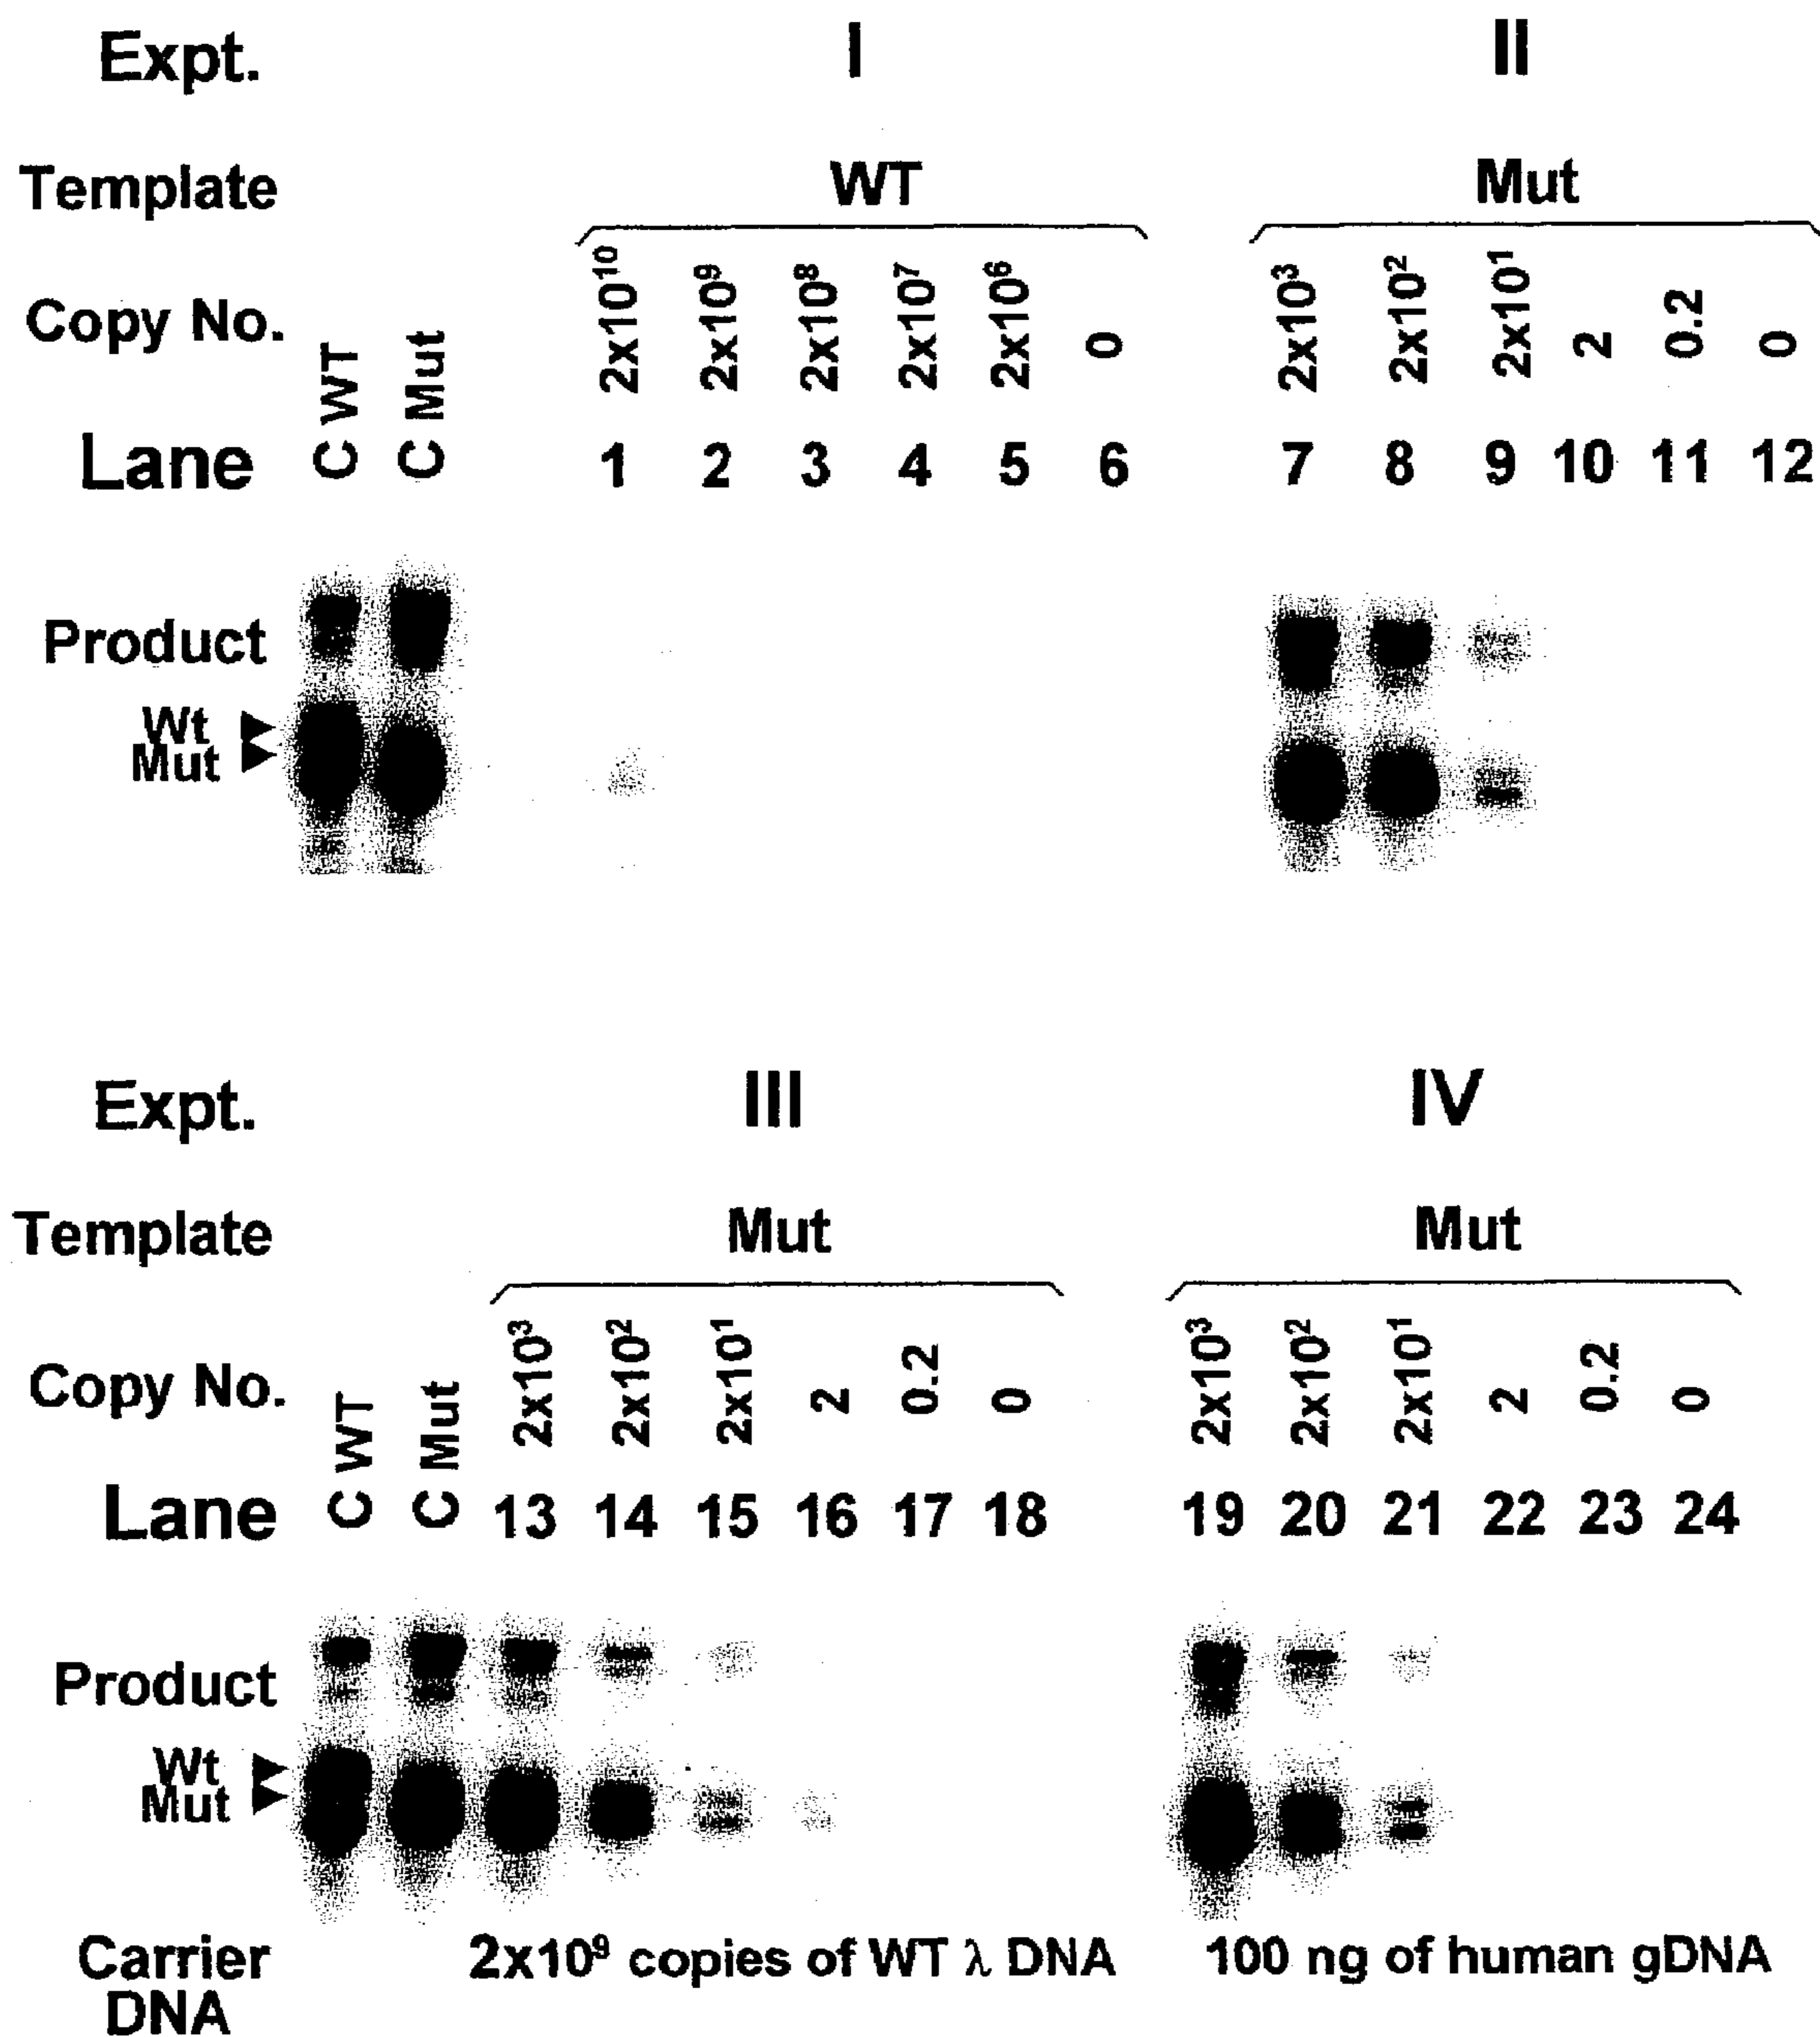 Expt. I II
Template WT Mut
Copy No. C WT C Mut 2x10¹⁰ 2x10⁹ 2x10⁸ 2x10⁷ 2x10⁶ 0 2x10³ 2x10² 2x10¹ 2 0.2 0
Lane 1 2 3 4 5 6 7 8 9 10 11 12
Product
Wt
Mut
Expt. III IV
Template Mut Mut
Copy No. C WT C Mut 2x10³ 2x10² 2x10¹ 2 0.2 0 2x10³ 2x10² 2x10¹ 2 0.2 0
Lane 13 14 15 16 17 18 19 20 21 22 23 24
Product
Wt
Mut
Carrier DNA 2x10⁹ copies of WT λ DNA 100 ng of human gDNA